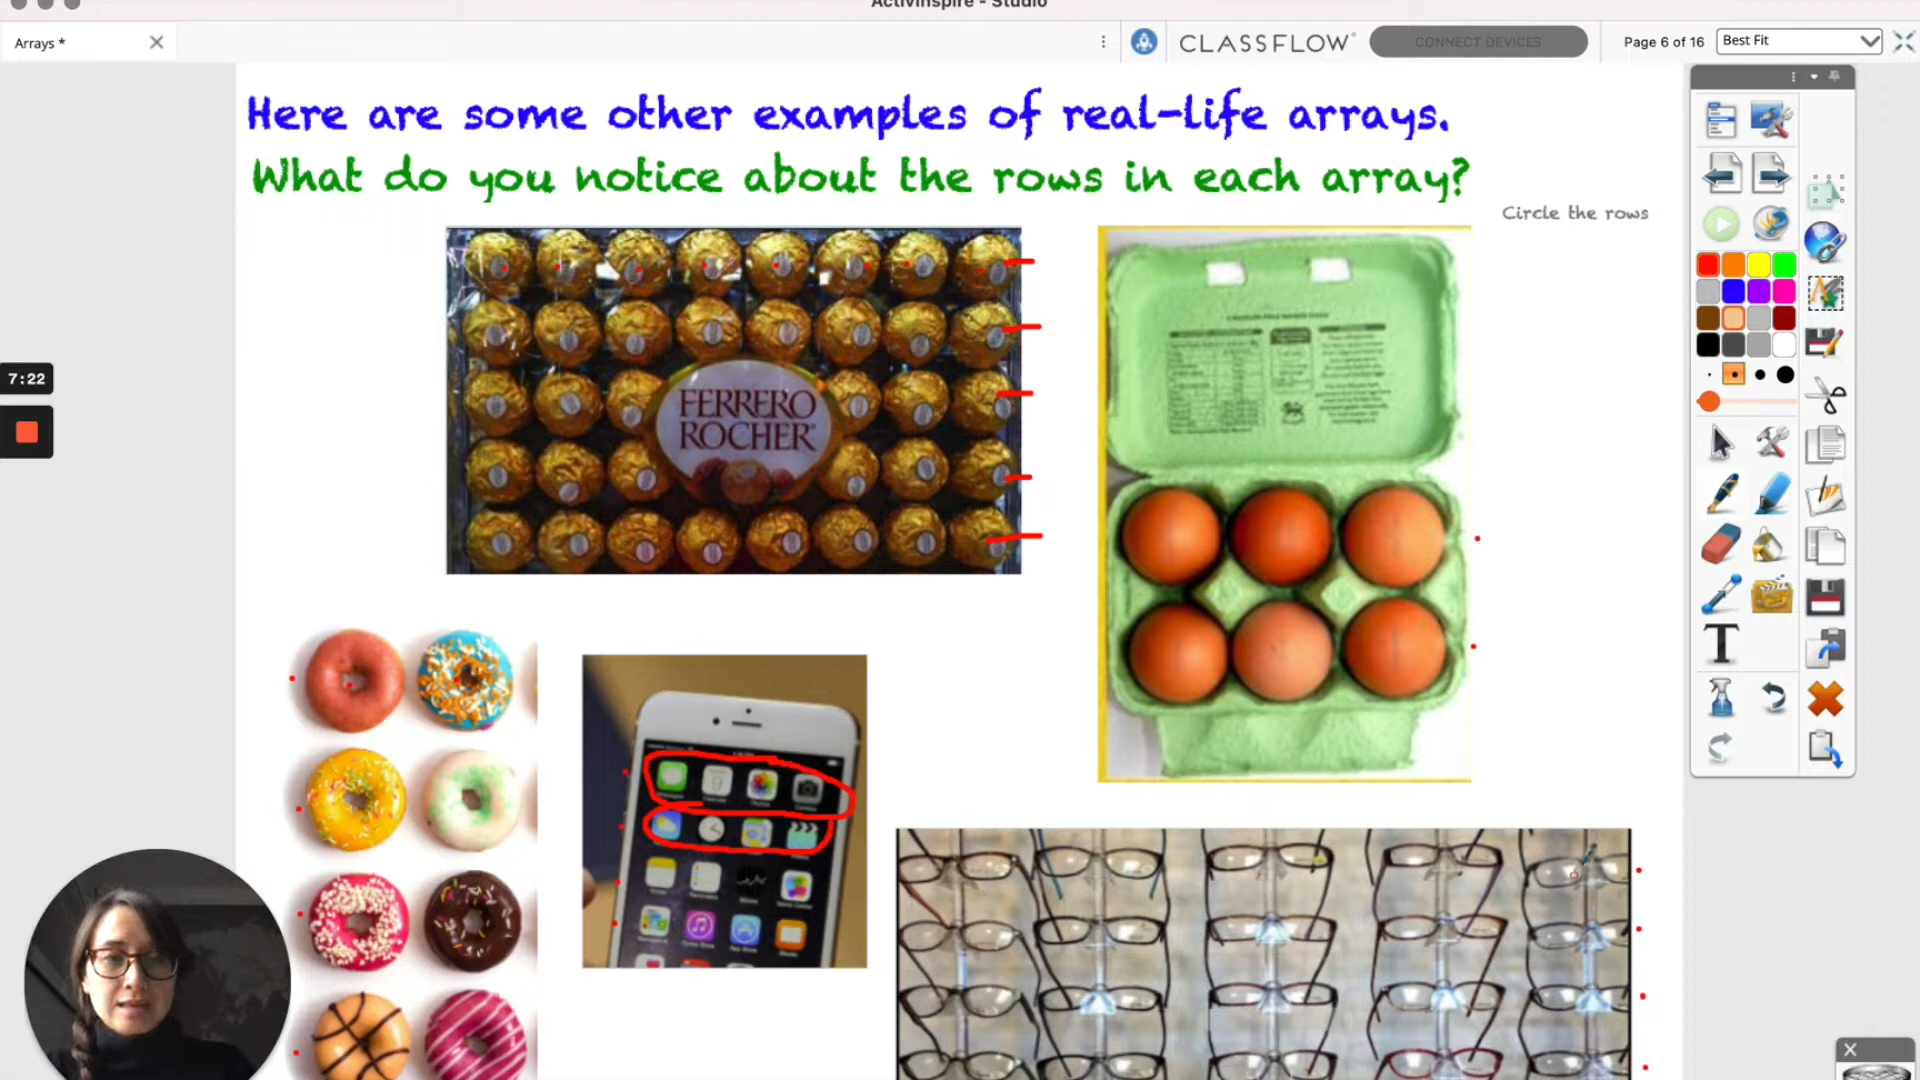 ActivInspire - Studio
Arrays *
CLASSFLOW
CONNECT DEVICES
Page 6 of 16
Best Fit
Here are some other examples of real-life arrays.
What do you notice about the rows in each array?
Circle the rows
7:22
FERRERO
ROCHER